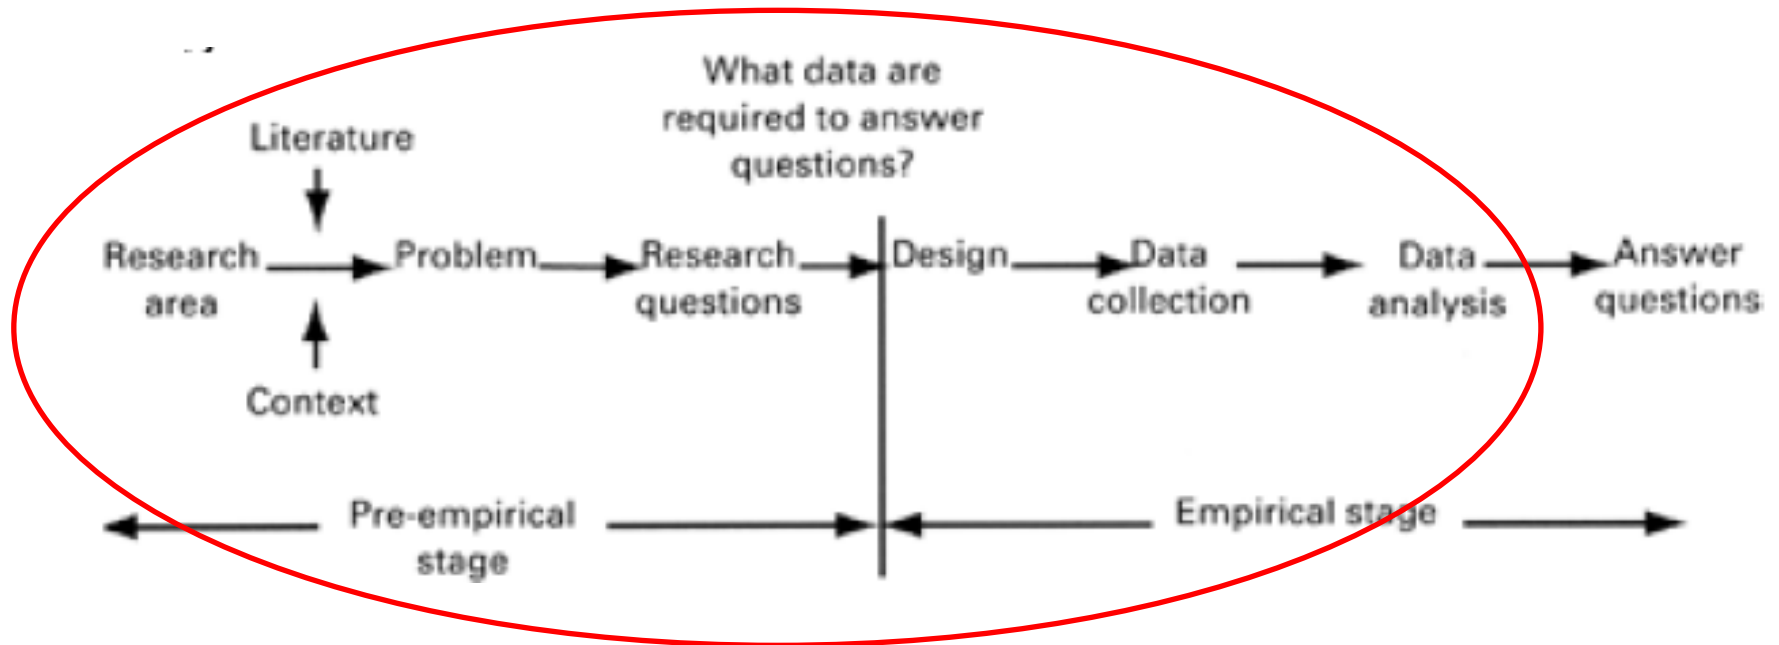 What data are
required to answer
questions?
Literature
Research
area
Problem
Research
questions
Design
Data
collection
Data
analysis
Answer
questions
Context
Pre-empirical
stage
Empirical stage